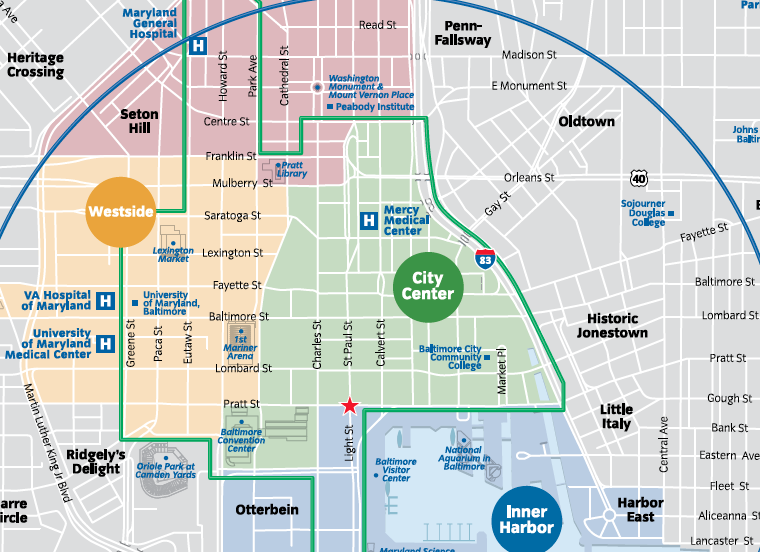 a Ave
Maryland
General
Hospital
H
Read St
Penn-
Fallsway
Par
Heritage
Crossing
Howard St
Park Ave
Cathedral St
Madison St
Washington
Monument &
Mount Vernon Place
Peabody Institute
E Monument St
Seton
Hill
Centre St
Oldtown
Johns
Baltin
Franklin St
Pratt
Library
Mulberry St
Orleans St
40
Westside
Saratoga St
H
Mercy
Medical
Center
Gay St
Sojourner
Douglas
College
Fayette St
E
Lexington
Market
Lexington St
83
City
Center
Fayette St
Baltimore St
VA Hospital
of Maryland
H
University
of Maryland,
Baltimore
Baltimore St
Lombard St
Historic
Jonestown
University
of Maryland
Medical Center
H
Greene St
Paca St
Eutaw St
1st
Mariner
Arena
Charles St
St Paul St
Calvert St
Baltimore City
Community
College
Market Pl
Pratt St
Lombard St
Martin Luther King Jr Blvd
Pratt St
Gough St
Little
Italy
Central Ave
Baltimore
Convention
Center
Light St
Bank St
Ridgely's
Delight
Oriole Park at
Camden Yards
National
Aquarium in
Baltimore
Baltimore
Visitor
Center
Eastern Ave
Fleet St
arre
ircle
Otterbein
Inner
Harbor
Harbor
East
Aliceanna St
Lancaster St
Maryland Science